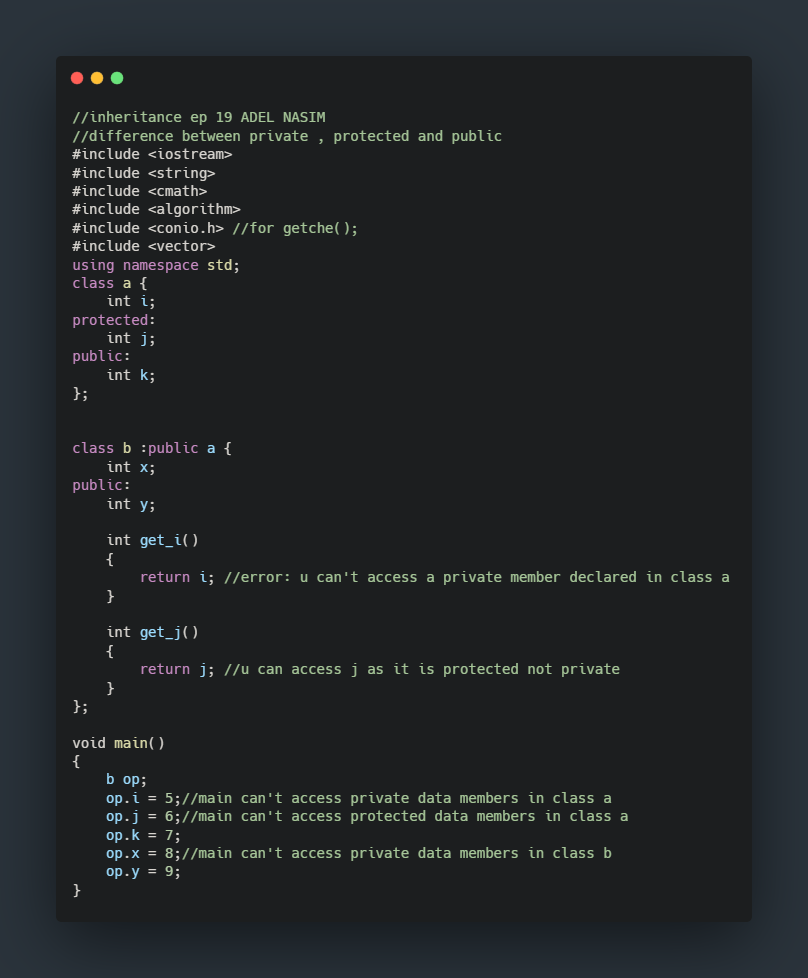 //inheritance ep 19 ADEL NASIM
//difference between private , protected and public
#include <iostream>
#include <string>
#include <cmath>
#include <algorithm>
#include <conio.h> //for getche();
#include <vector>
using namespace std;
class a {
    int i;
protected:
    int j;
public:
    int k;
};
class b :public a {
    int x;
public:
    int y;
    int get_i()
    {
        return i; //error: u can't access a private member declared in class a
    }
    int get_j()
    {
        return j; //u can access j as it is protected not private
    }
};
void main()
{
    b op;
    op.i = 5;//main can't access private data members in class a
    op.j = 6;//main can't access protected data members in class a
    op.k = 7;
    op.x = 8;//main can't access private data members in class b
    op.y = 9;
}